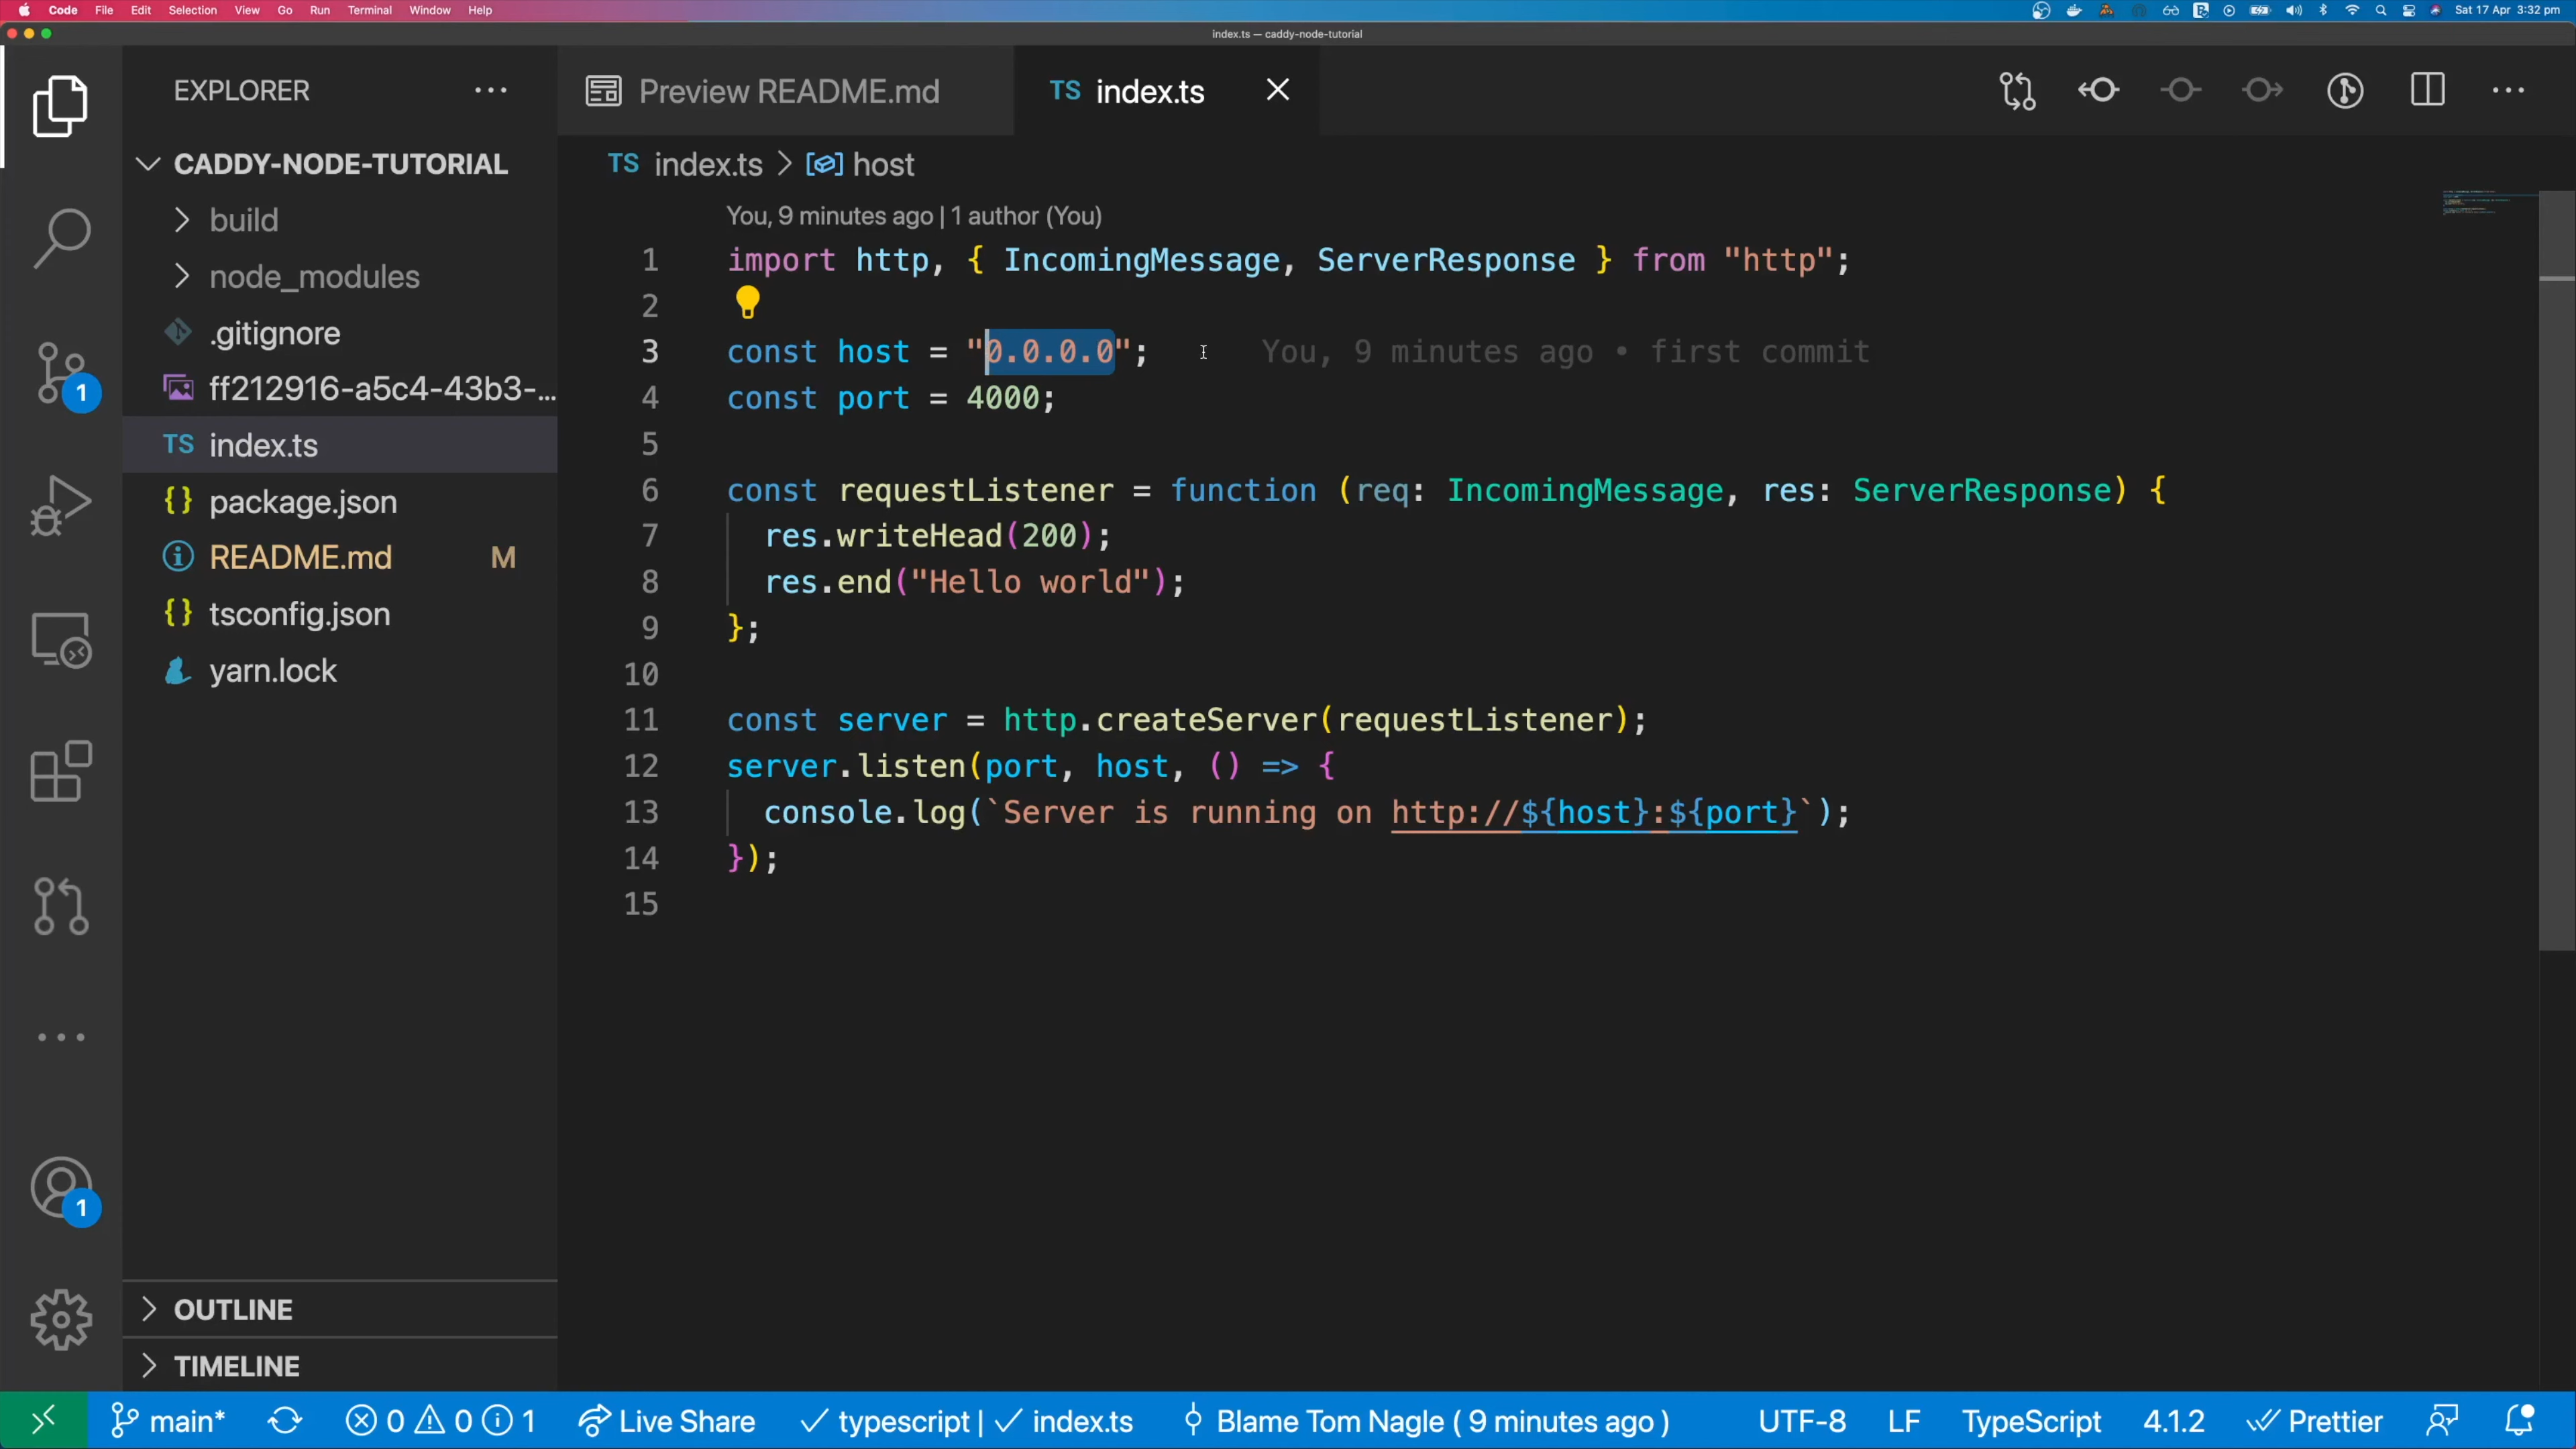 Code File Edit Selection View Go Run Terminal Window Help
Sat 17 Apr 3:32 pm
index.ts — caddy-node-tutorial
EXPLORER
Preview README.md
TS index.ts
CADDY-NODE-TUTORIAL
build
node_modules
.gitignore
ff212916-a5c4-43b3-...
TS index.ts
{} package.json
README.md M
{} tsconfig.json
yarn.lock
OUTLINE
TIMELINE
1
1
TS index.ts > host
You, 9 minutes ago | 1 author (You)
1 import http, { IncomingMessage, ServerResponse } from "http";
2
3 const host = "0.0.0.0"; You, 9 minutes ago • first commit
4 const port = 4000;
5
6 const requestListener = function (req: IncomingMessage, res: ServerResponse) {
7 res.writeHead(200);
8 res.end("Hello world");
9 };
10
11 const server = http.createServer(requestListener);
12 server.listen(port, host, () => {
13 console.log(`Server is running on http://${host}:${port}`);
14 });
15
main* 0 0 1 Live Share ✓ typescript | ✓ index.ts Blame Tom Nagle ( 9 minutes ago ) UTF-8 LF TypeScript 4.1.2 Prettier